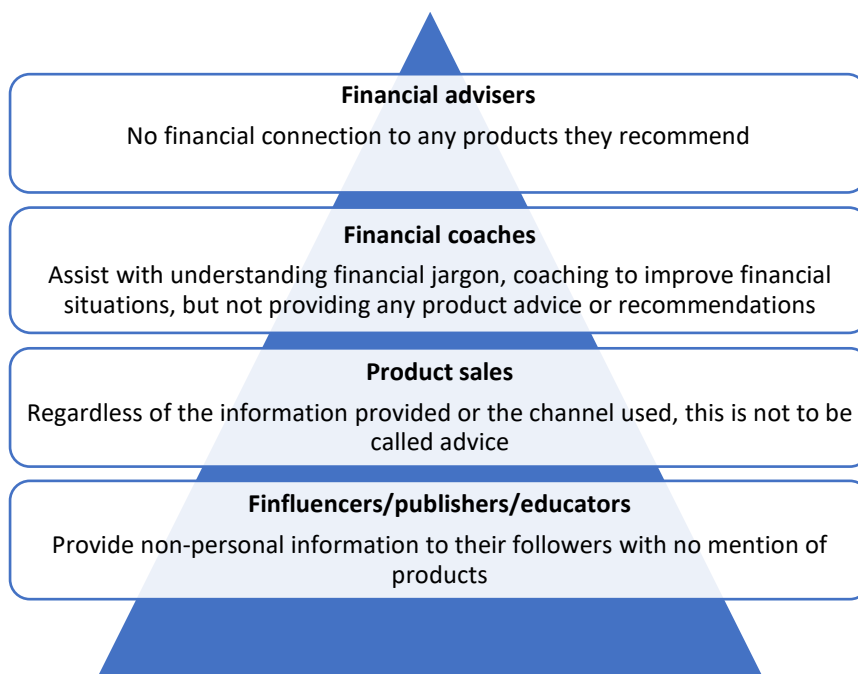 Financial advisers
No financial connection to any products they recommend
Financial coaches
Assist with understanding financial jargon, coaching to improve financial
situations, but not providing any product advice or recommendations
Product sales
Regardless of the information provided or the channel used, this is not to be
called advice
Finfluencers/publishers/educators
Provide non-personal information to their followers with no mention of
products